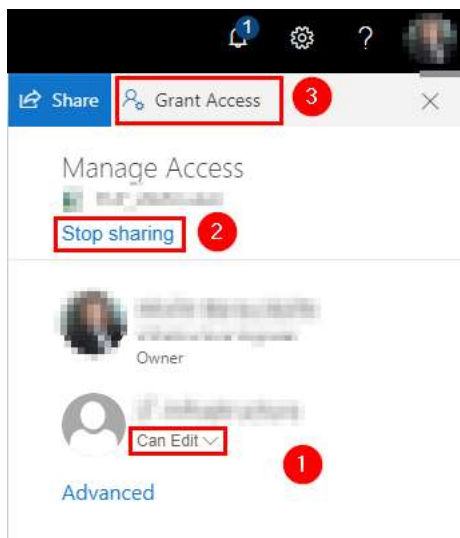 1
?
Share
Grant Access
3
Manage Access
Stop sharing
2
Owner
Can Edit
1
Advanced